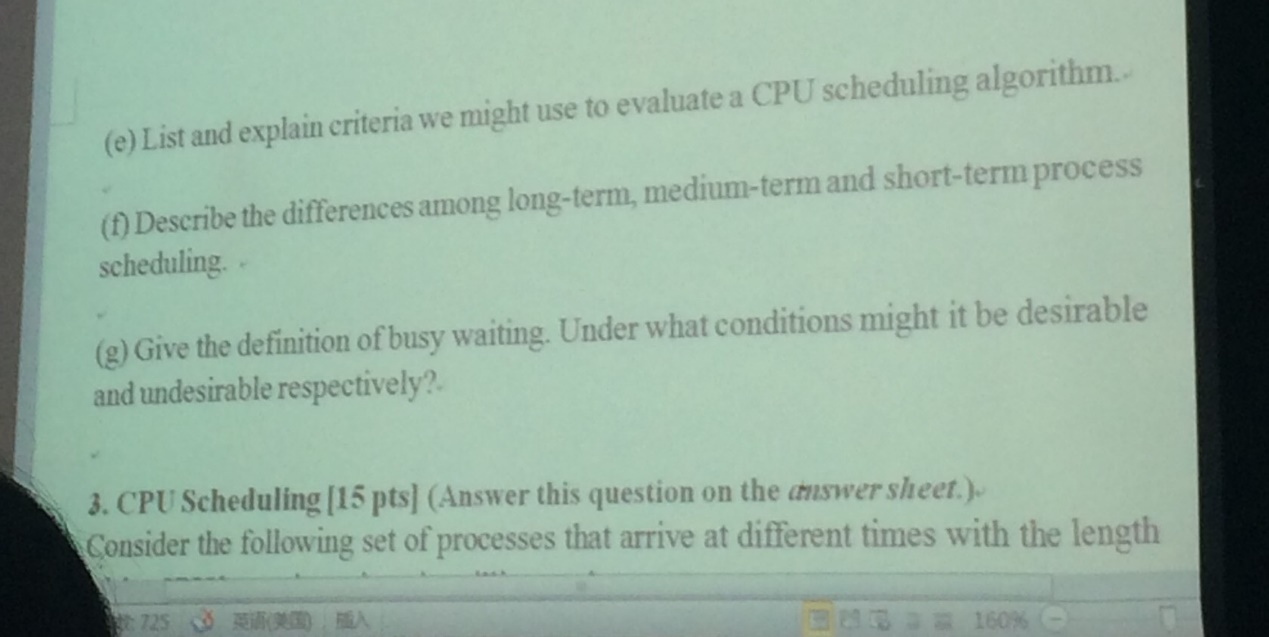 (e) List and explain criteria we might use to evaluate a CPU scheduling algorithm.
(f) Describe the differences among long-term, medium-term and short-term process
scheduling.
(g) Give the definition of busy waiting. Under what conditions might it be desirable
and undesirable respectively?
3. CPU Scheduling [15 pts] (Answer this question on the answer sheet.)
Consider the following set of processes that arrive at different times with the length
725 英语(美国) 插入 160%